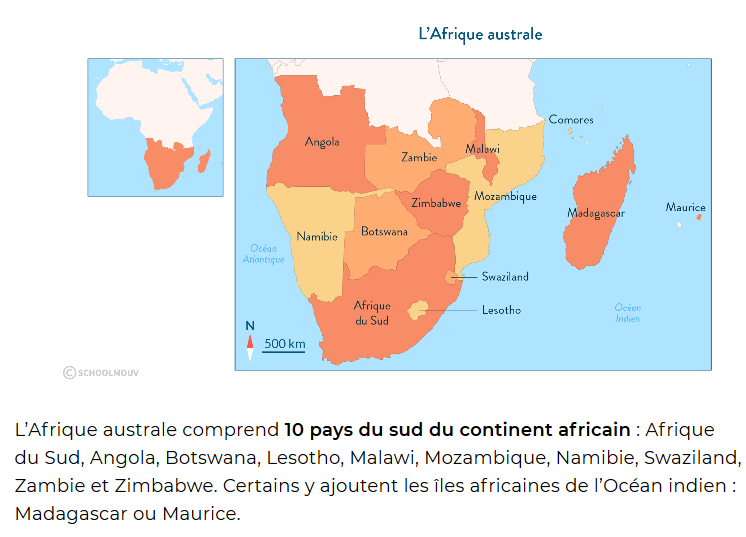 L'Afrique australe
Comores
Angola
Malawi
Zambie
Mozambique
Zimbabwe
Maurice
Madagascar
Botswana
Namibie
Océan
Atlantique
Swaziland
Afrique
du Sud
Lesotho
Océan
Indien
N
500 km
© SCHOOLMOUV
L'Afrique australe comprend 10 pays du sud du continent africain : Afrique
du Sud, Angola, Botswana, Lesotho, Malawi, Mozambique, Namibie, Swaziland,
Zambie et Zimbabwe. Certains y ajoutent les îles africaines de l'Océan indien :
Madagascar ou Maurice.